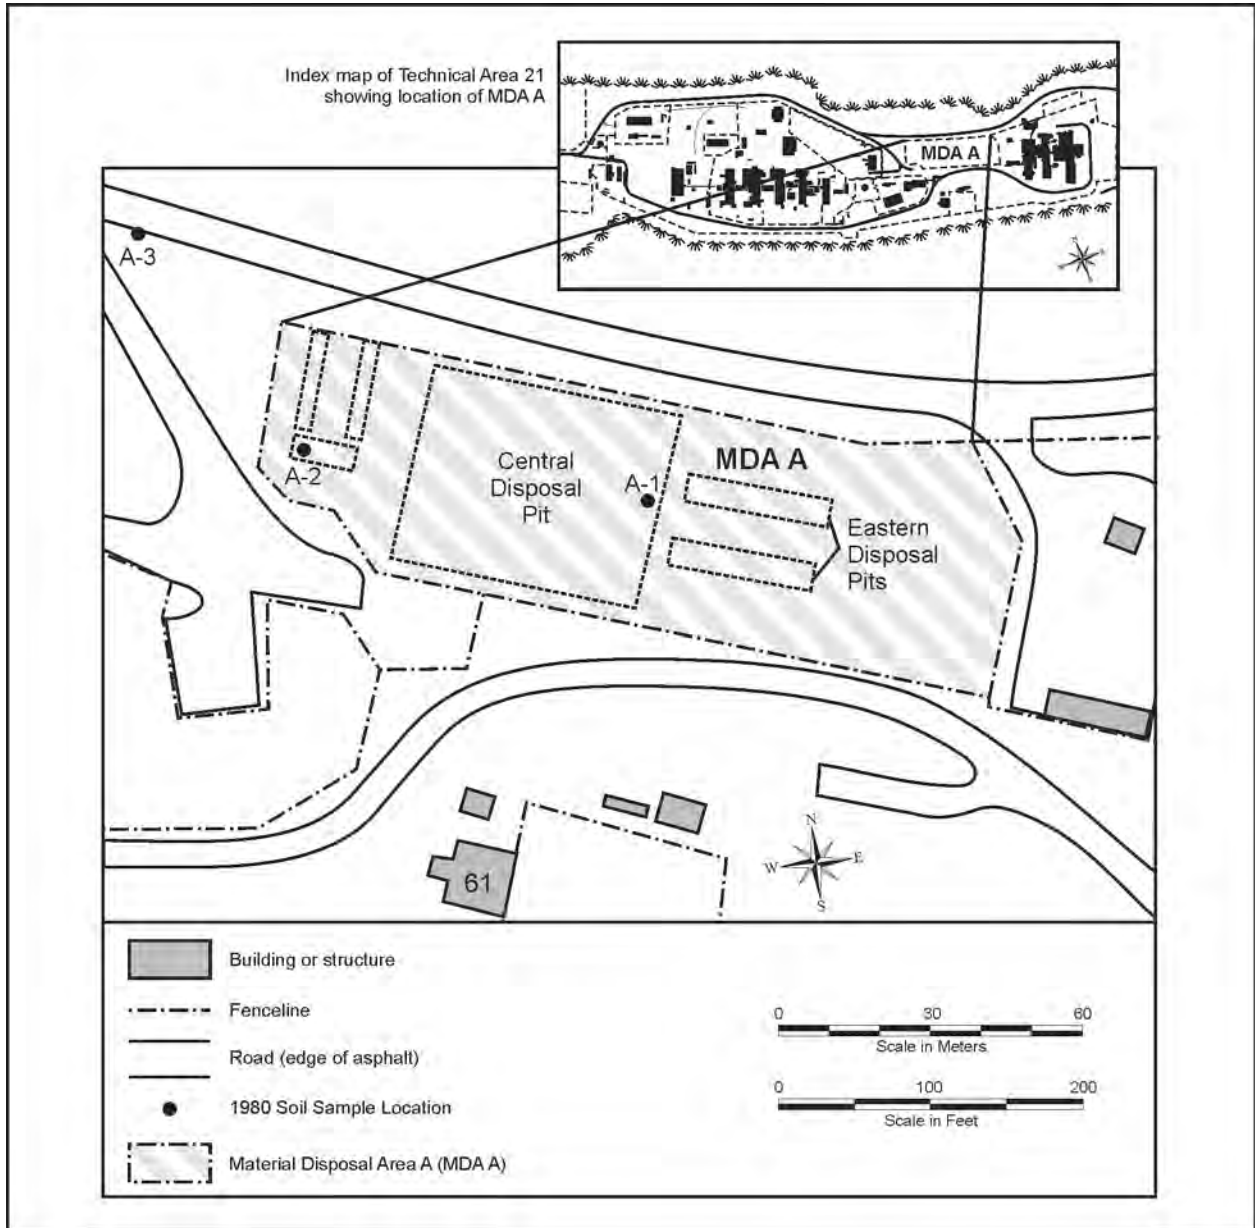 Index map of Technical Area 21
showing location of MDA A
MDA A
A-3
A-2
Central
Disposal
Pit
A-1
MDA A
Eastern
Disposal
Pits
N
W
E
S
61
Building or structure
Fenceline
Road (edge of asphalt)
1980 Soil Sample Location
Material Disposal Area A (MDA A)
0 30 60
Scale in Meters
0 100 200
Scale in Feet